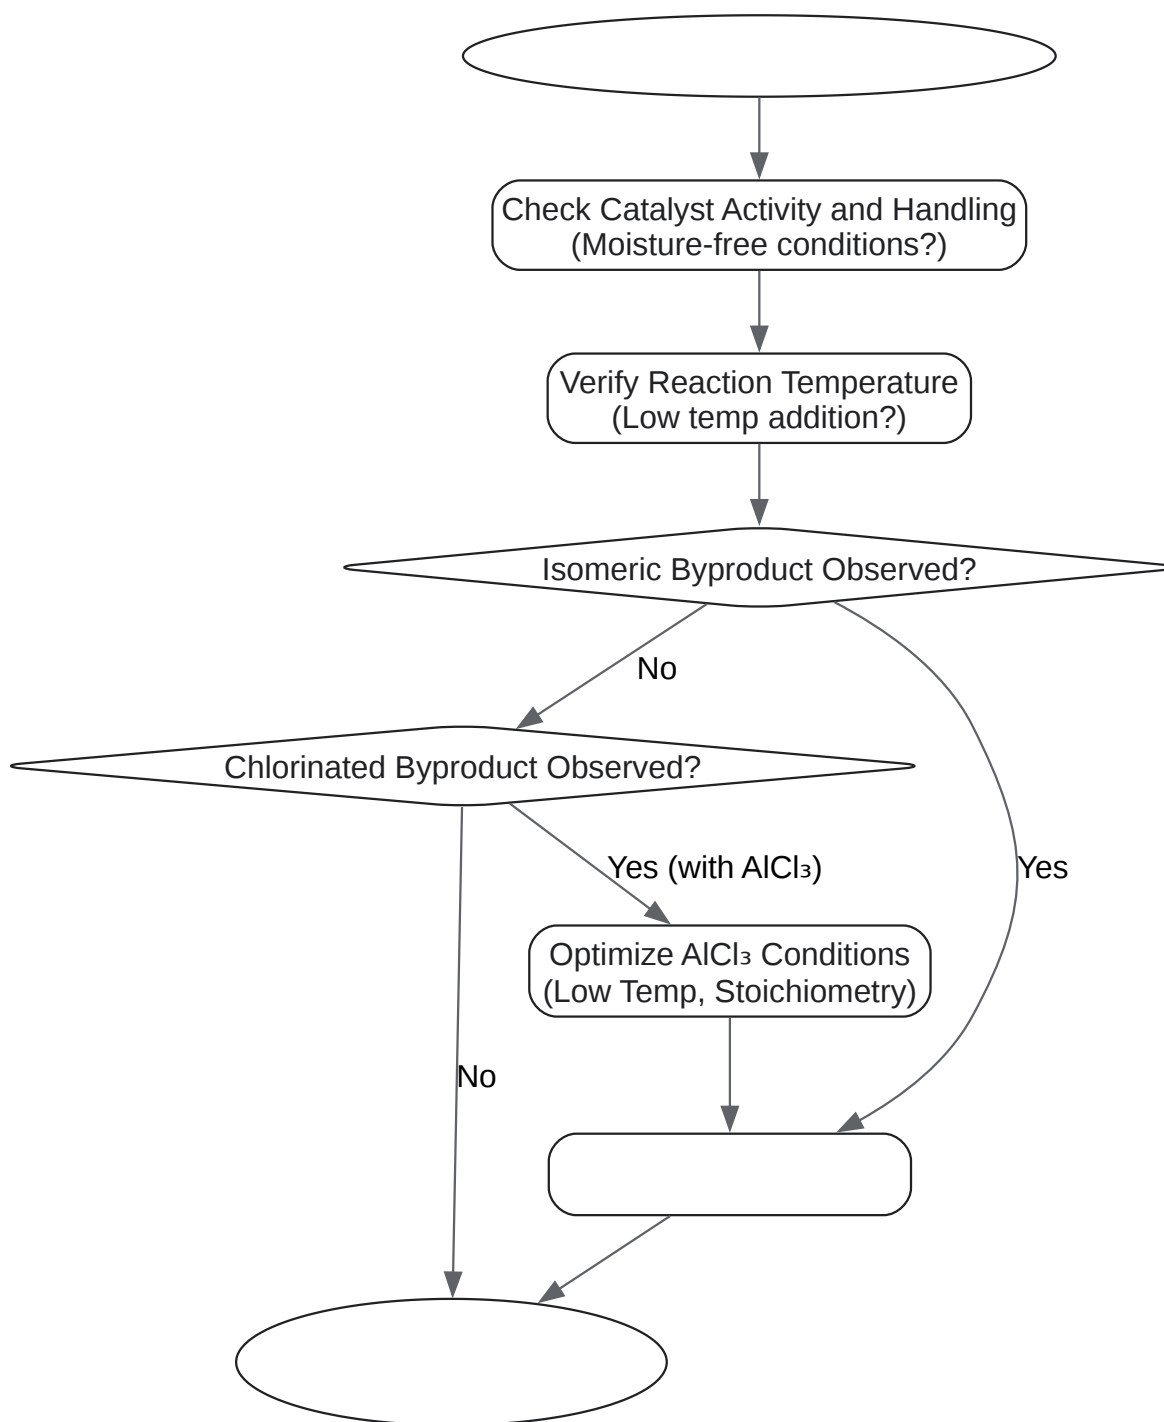 Check Catalyst Activity and Handling
(Moisture-free conditions?)
Verify Reaction Temperature
(Low temp addition?)
Isomeric Byproduct Observed?
No
Chlorinated Byproduct Observed?
Yes (with AlCl₃)
Yes
Optimize AlCl₃ Conditions
(Low Temp, Stoichiometry)
No